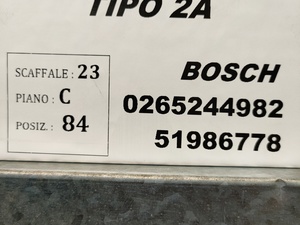 TIPO 2A
SCAFFALE : 23
PIANO : C
POSIZ. : 84
BOSCH
0265244982
51986778